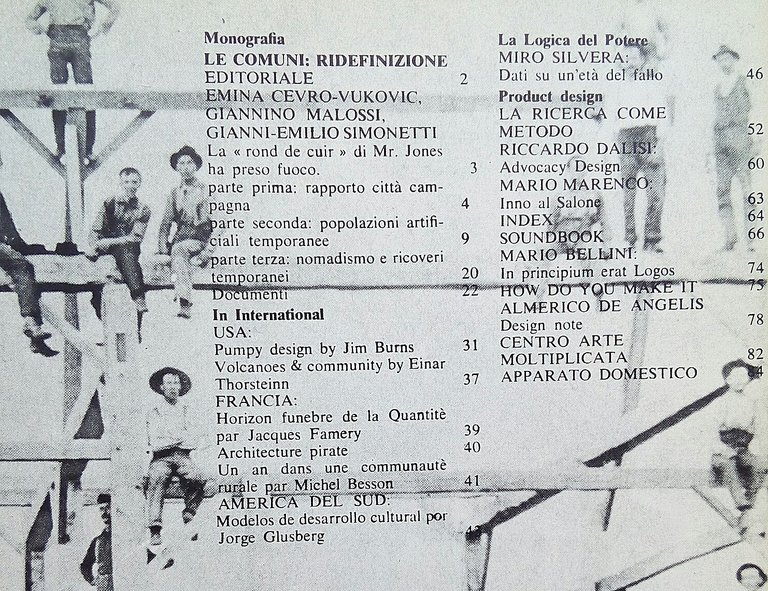 Monografia
LE COMUNI: RIDEFINIZIONE
EDITORIALE 2
EMINA CEVRO-VUKOVIC,
GIANNINO MALOSSI,
GIANNI-EMILIO SIMONETTI
La « rond de cuir » di Mr. Jones
ha preso fuoco. 3
parte prima: rapporto città cam-
pagna 4
parte seconda: popolazioni artifi-
ciali temporanee 9
parte terza: nomadismo e ricoveri
temporanei 20
Documenti 22
In International
USA:
Pumpy design by Jim Burns 31
Volcanoes & community by Einar
Thorsteinn 37
FRANCIA:
Horizon funebre de la Quantitè
par Jacques Famery 39
Architecture pirate 40
Un an dans une communautè
rurale par Michel Besson 41
AMERICA DEL SUD:
Modelos de desarrollo cultural por
Jorge Glusberg
La Logica del Potere
MIRO SILVERA:
Dati su un'età del fallo 46
Product design
LA RICERCA COME
METODO 52
RICCARDO DALISI:
Advocacy Design 60
MARIO MARENCO:
Inno al Salone 63
INDEX 64
SOUNDBOOK 66
MARIO BELLINI:
In principium erat Logos 74
HOW DO YOU MAKE IT 75
ALMERICO DE ANGELIS
Design note 78
CENTRO ARTE
MOLTIPLICATA 82
APPARATO DOMESTICO